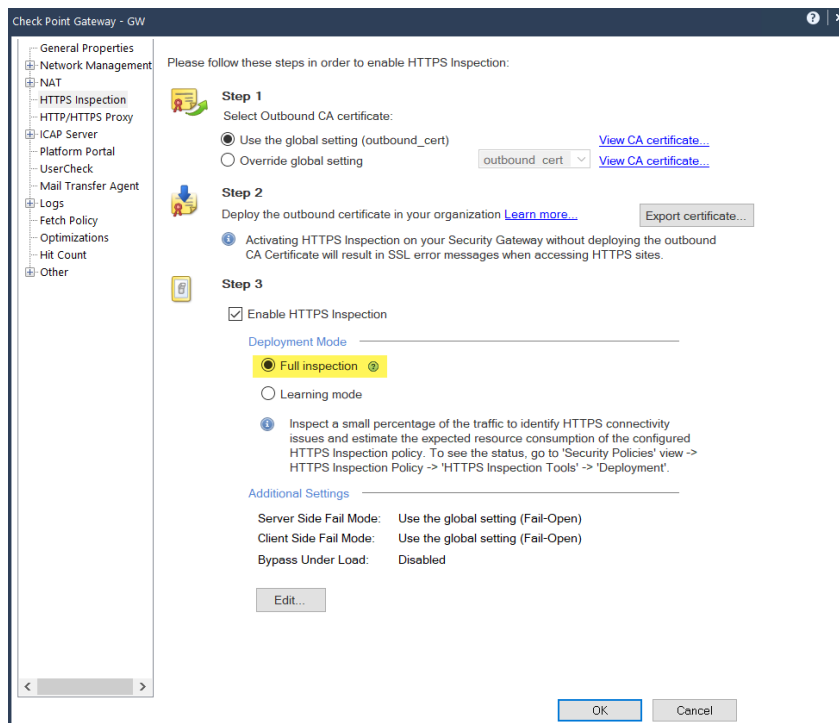 Check Point Gateway - GW
General Properties
Network Management
NAT
HTTPS Inspection
HTTP/HTTPS Proxy
ICAP Server
Platform Portal
UserCheck
Mail Transfer Agent
Logs
Fetch Policy
Optimizations
Hit Count
Other
Please follow these steps in order to enable HTTPS Inspection:
Step 1
Select Outbound CA certificate:
Use the global setting (outbound_cert) View CA certificate...
Override global setting outbound_cert View CA certificate...
Step 2
Deploy the outbound certificate in your organization Learn more... Export certificate...
Activating HTTPS Inspection on your Security Gateway without deploying the outbound
CA Certificate will result in SSL error messages when accessing HTTPS sites.
Step 3
Enable HTTPS Inspection
Deployment Mode
Full inspection
Learning mode
Inspect a small percentage of the traffic to identify HTTPS connectivity
issues and estimate the expected resource consumption of the configured
HTTPS Inspection policy. To see the status, go to 'Security Policies' view ->
HTTPS Inspection Policy -> 'HTTPS Inspection Tools' -> 'Deployment'.
Additional Settings
Server Side Fail Mode: Use the global setting (Fail-Open)
Client Side Fail Mode: Use the global setting (Fail-Open)
Bypass Under Load: Disabled
Edit...
OK Cancel